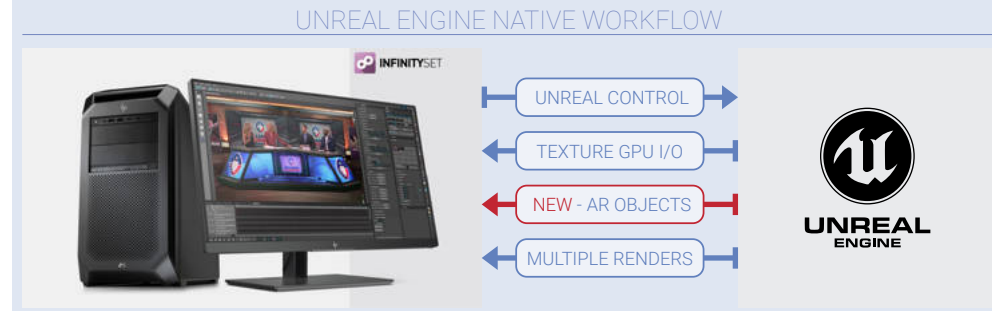 UNREAL ENGINE NATIVE WORKFLOW
INFINITYSET
UNREAL CONTROL
TEXTURE GPU I/O
NEW - AR OBJECTS
MULTIPLE RENDERS
UNREAL
ENGINE